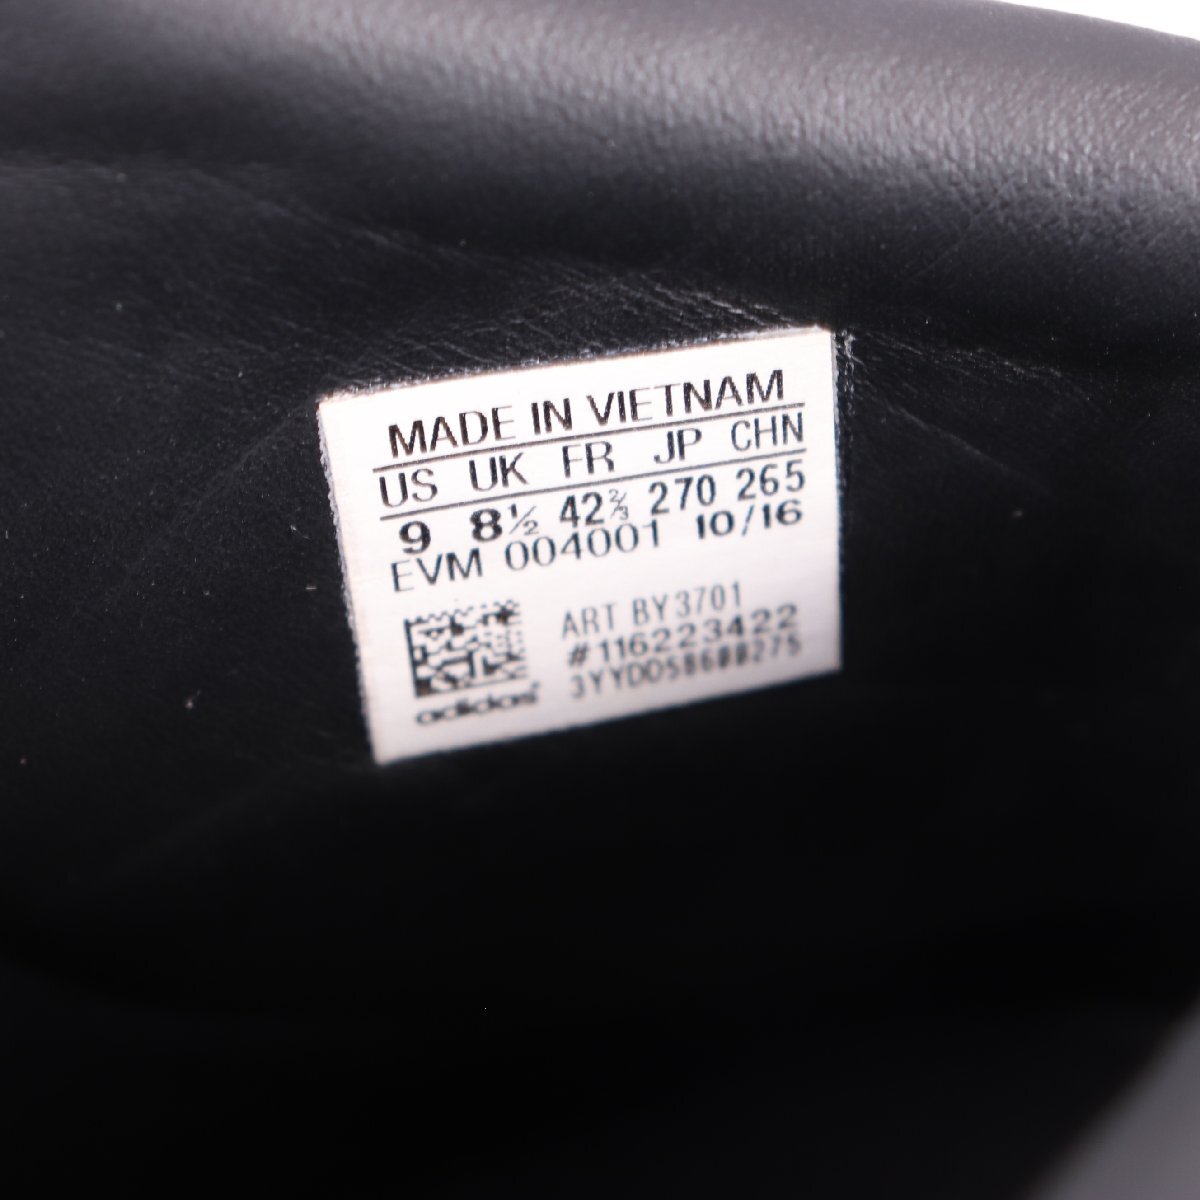 MADE IN VIETNAM
US UK FR JP CHN
9 8½ 42⅔ 270 265
EVM 004001 10/16
ART BY3701
#116223422
adidas